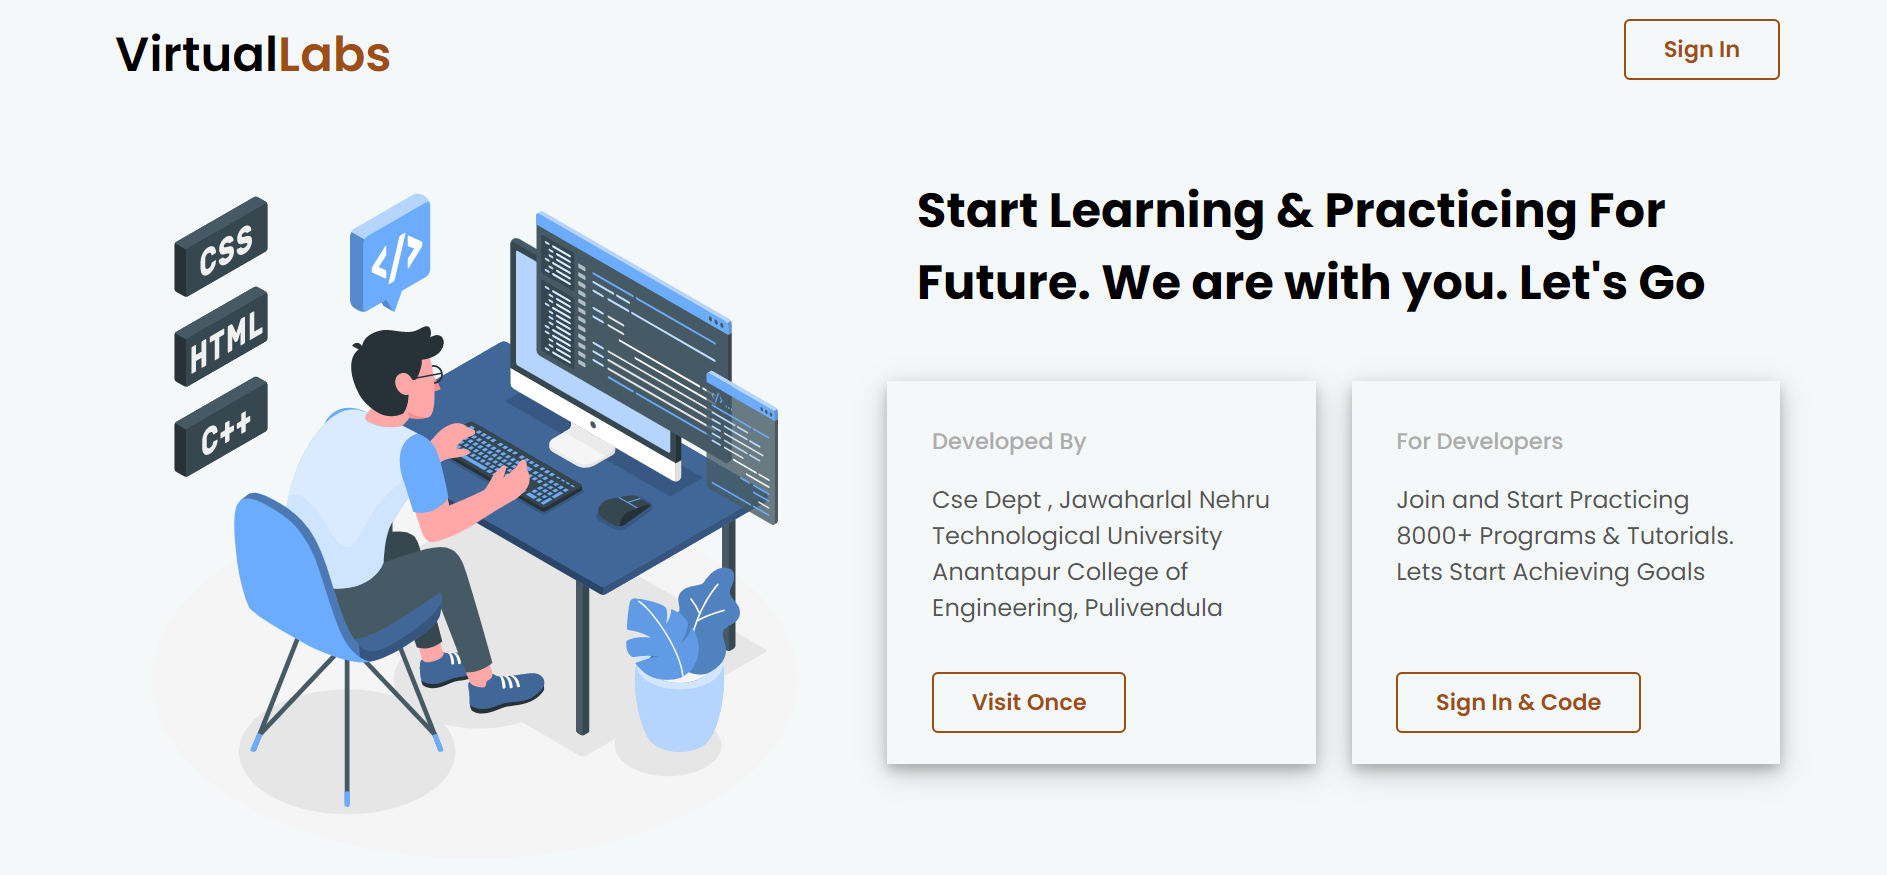 VirtualLabs
Sign In
CSS
</>
HTML
C++
Start Learning & Practicing For
Future. We are with you. Let's Go
Developed By
Cse Dept , Jawaharlal Nehru
Technological University
Anantapur College of
Engineering, Pulivendula
Visit Once
For Developers
Join and Start Practicing
8000+ Programs & Tutorials.
Lets Start Achieving Goals
Sign In & Code